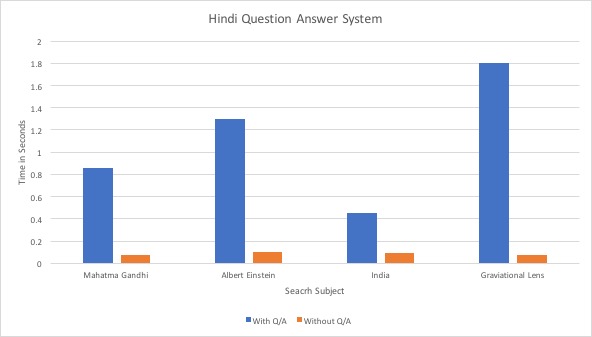 Hindi Question Answer System
2
1.8
1.6
1.4
1.2
1
0.8
0.6
0.4
0.2
0
Time in Seconds
Mahatma Gandhi Albert Einstein India Graviational Lens
Seacrh Subject
With Q/A Without Q/A